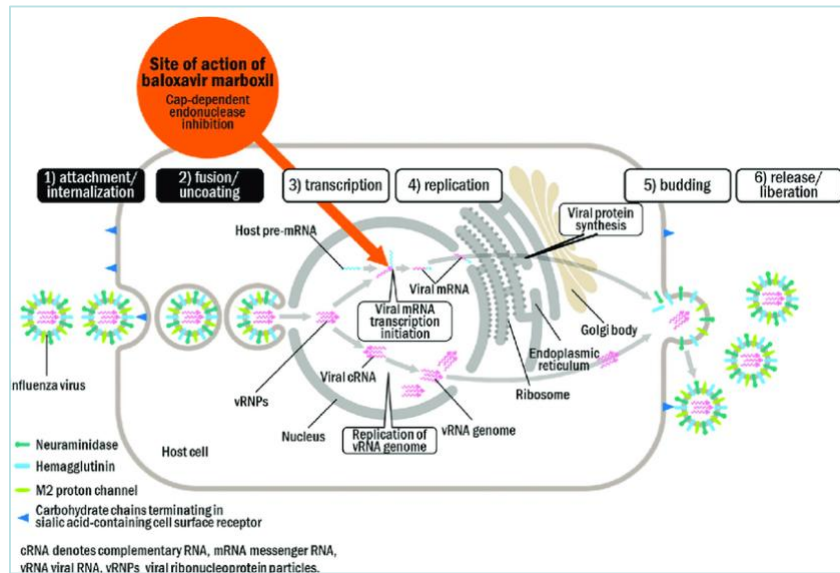 Site of action of
baloxavir marboxil
Cap-dependent
endonuclease
inhibition
1) attachment/
internalization
2) fusion/
uncoating
3) transcription
4) replication
5) budding
6) release/
liberation
Host pre-mRNA
Viral protein
synthesis
Viral mRNA
Viral mRNA
transcription
initiation
Golgi body
Endoplasmic
reticulum
Ribosome
nfluenza virus
vRNPs
Viral cRNA
vRNA genome
Nucleus
Replication of
vRNA genome
Host cell
Neuraminidase
Hemagglutinin
M2 proton channel
Carbohydrate chains terminating in
sialic acid-containing cell surface receptor
cRNA denotes complementary RNA, mRNA messenger RNA,
vRNA viral RNA, vRNPs viral ribonucleoprotein particles.